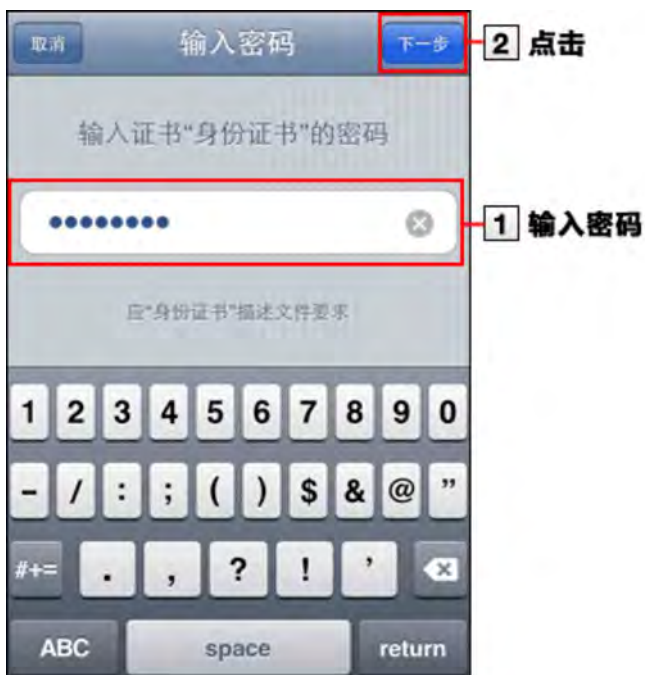 取消 输入密码 下一步 2 点击
输入证书“身份证书”的密码
•••••••• 1 输入密码
应“身份证书”描述文件要求
1 2 3 4 5 6 7 8 9 0
- / : ; ( ) $ & @ ”
#+= . , ? ! ’
ABC space return